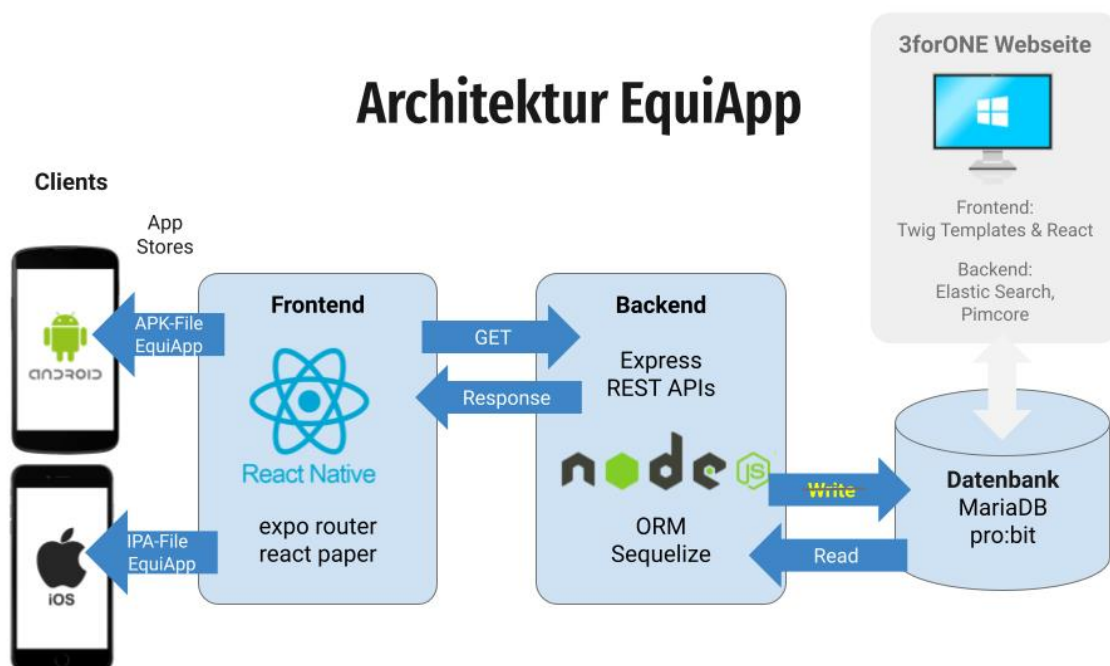 Architektur EquiApp
3forONE Webseite
Frontend:
Twig Templates & React
Backend:
Elastic Search,
Pimcore
Clients
App
Stores
ANDROID
APK-File
EquiApp
iOS
IPA-File
EquiApp
Frontend
React Native
expo router
react paper
GET
Response
Backend
Express
REST APIs
node
JS
ORM
Sequelize
Write
Read
Datenbank
MariaDB
pro:bit